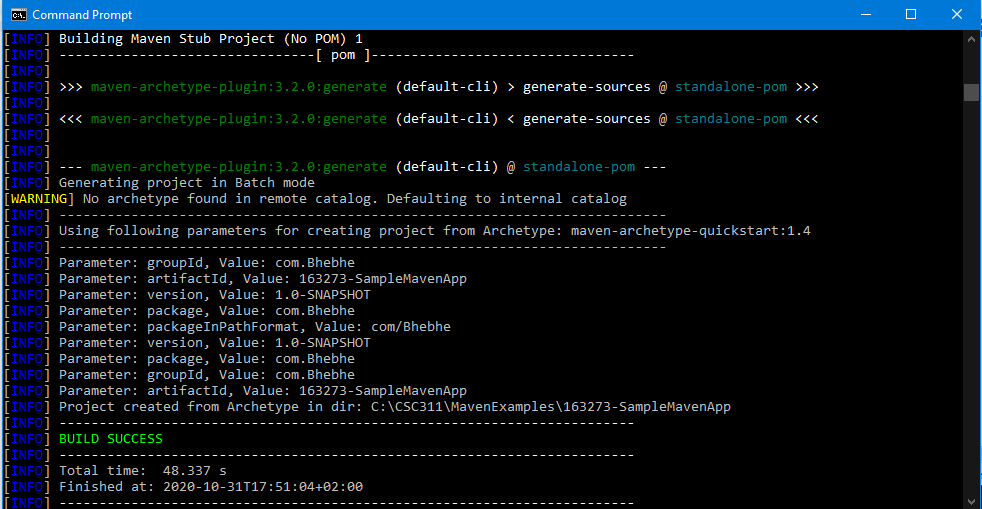 Command Prompt
[INFO] Building Maven Stub Project (No POM) 1
[INFO] --------------------------------[ pom ]---------------------------------
[INFO]
[INFO] >>> maven-archetype-plugin:3.2.0:generate (default-cli) > generate-sources @ standalone-pom >>>
[INFO]
[INFO] <<< maven-archetype-plugin:3.2.0:generate (default-cli) < generate-sources @ standalone-pom <<<
[INFO]
[INFO]
[INFO] --- maven-archetype-plugin:3.2.0:generate (default-cli) @ standalone-pom ---
[INFO] Generating project in Batch mode
[WARNING] No archetype found in remote catalog. Defaulting to internal catalog
[INFO] ----------------------------------------------------------------------------
[INFO] Using following parameters for creating project from Archetype: maven-archetype-quickstart:1.4
[INFO] ----------------------------------------------------------------------------
[INFO] Parameter: groupId, Value: com.Bhebhe
[INFO] Parameter: artifactId, Value: 163273-SampleMavenApp
[INFO] Parameter: version, Value: 1.0-SNAPSHOT
[INFO] Parameter: package, Value: com.Bhebhe
[INFO] Parameter: packageInPathFormat, Value: com/Bhebhe
[INFO] Parameter: version, Value: 1.0-SNAPSHOT
[INFO] Parameter: package, Value: com.Bhebhe
[INFO] Parameter: groupId, Value: com.Bhebhe
[INFO] Parameter: artifactId, Value: 163273-SampleMavenApp
[INFO] Project created from Archetype in dir: C:\CSC311\MavenExamples\163273-SampleMavenApp
[INFO] ------------------------------------------------------------------------
[INFO] BUILD SUCCESS
[INFO] ------------------------------------------------------------------------
[INFO] Total time:  48.337 s
[INFO] Finished at: 2020-10-31T17:51:04+02:00
[INFO] ------------------------------------------------------------------------